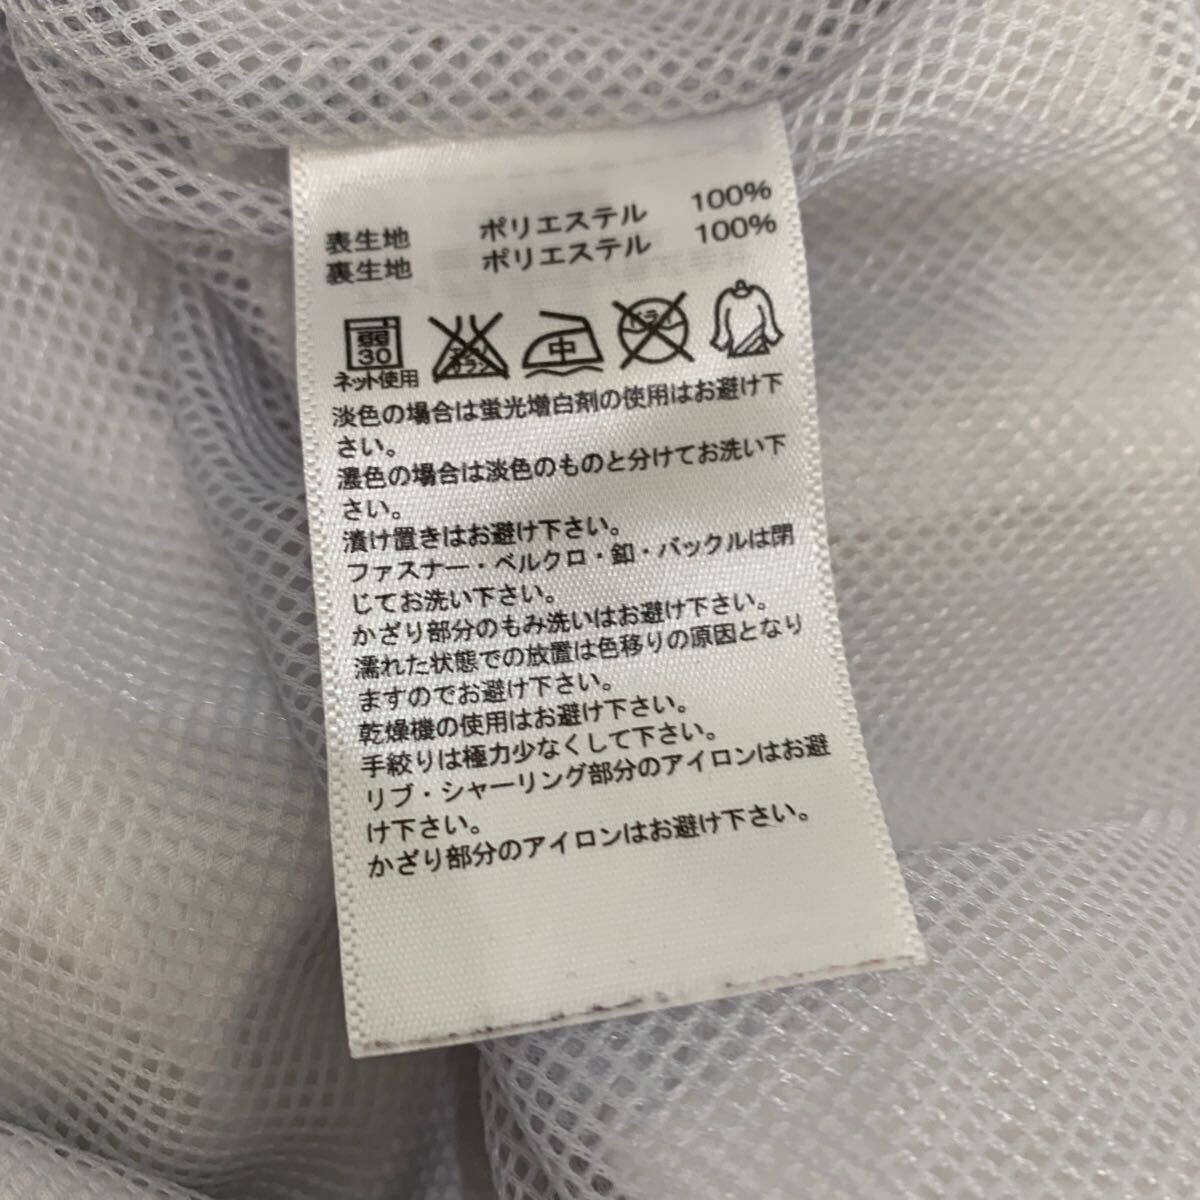 表生地 ポリエステル 100%
裏生地 ポリエステル 100%
弱 30 エンソ サラシ 中 ドライ
ネット使用
淡色の場合は蛍光増白剤の使用はお避け下
さい。
濃色の場合は淡色のものと分けてお洗い下
さい。
漬け置きはお避け下さい。
ファスナー・ベルクロ・釦・バックルは閉
じてお洗い下さい。
かざり部分のもみ洗いはお避け下さい。
濡れた状態での放置は色移りの原因となり
ますのでお避け下さい。
乾燥機の使用はお避け下さい。
手絞りは極力少なくして下さい。
リブ・シャーリング部分のアイロンはお避
け下さい。
かざり部分のアイロンはお避け下さい。